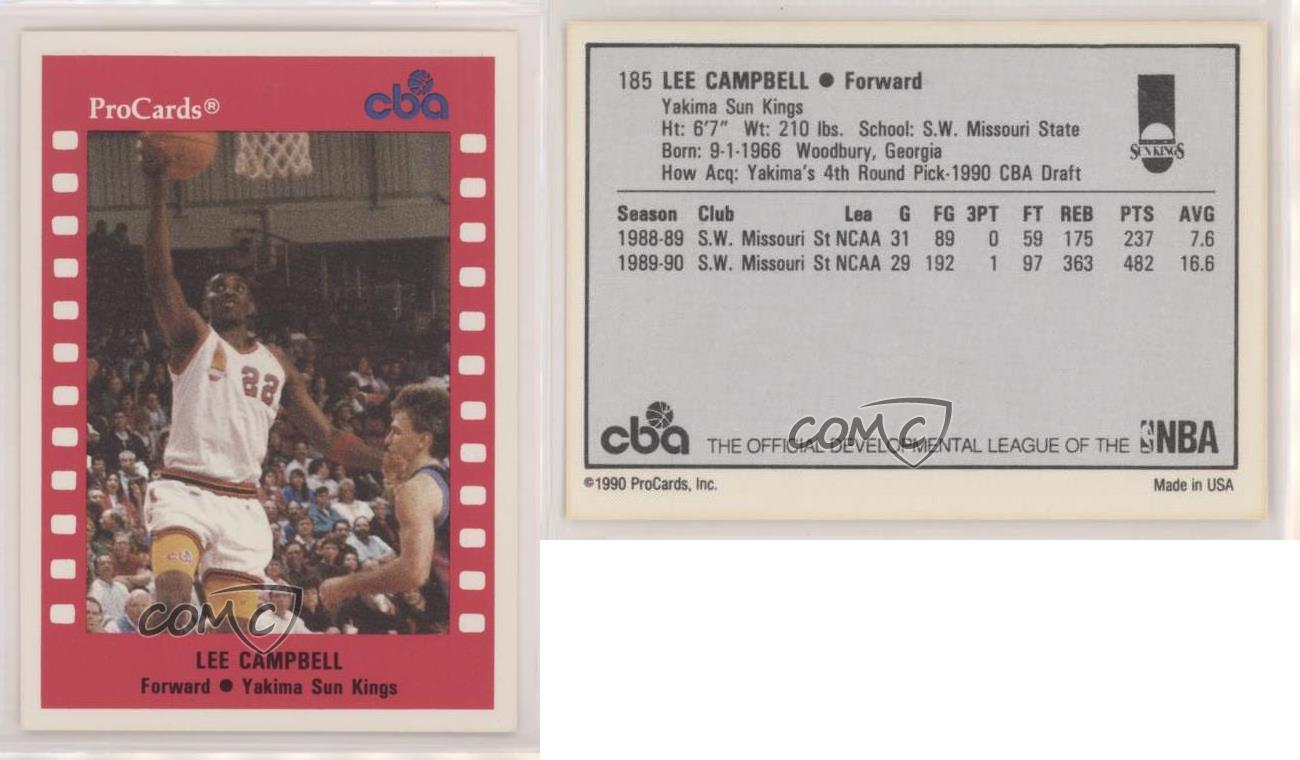 ProCards®
cba
22
cba
COMC
LEE CAMPBELL
Forward ● Yakima Sun Kings
185 LEE CAMPBELL ● Forward
Yakima Sun Kings
Ht: 6'7" Wt: 210 lbs. School: S.W. Missouri State
Born: 9-1-1966 Woodbury, Georgia
How Acq: Yakima's 4th Round Pick-1990 CBA Draft
SUN KINGS
Season Club Lea G FG 3PT FT REB PTS AVG
1988-89 S.W. Missouri St NCAA 31 89 0 59 175 237 7.6
1989-90 S.W. Missouri St NCAA 29 192 1 97 363 482 16.6
COMC
cba THE OFFICIAL DEVELOPMENTAL LEAGUE OF THE NBA
©1990 ProCards, Inc. Made in USA